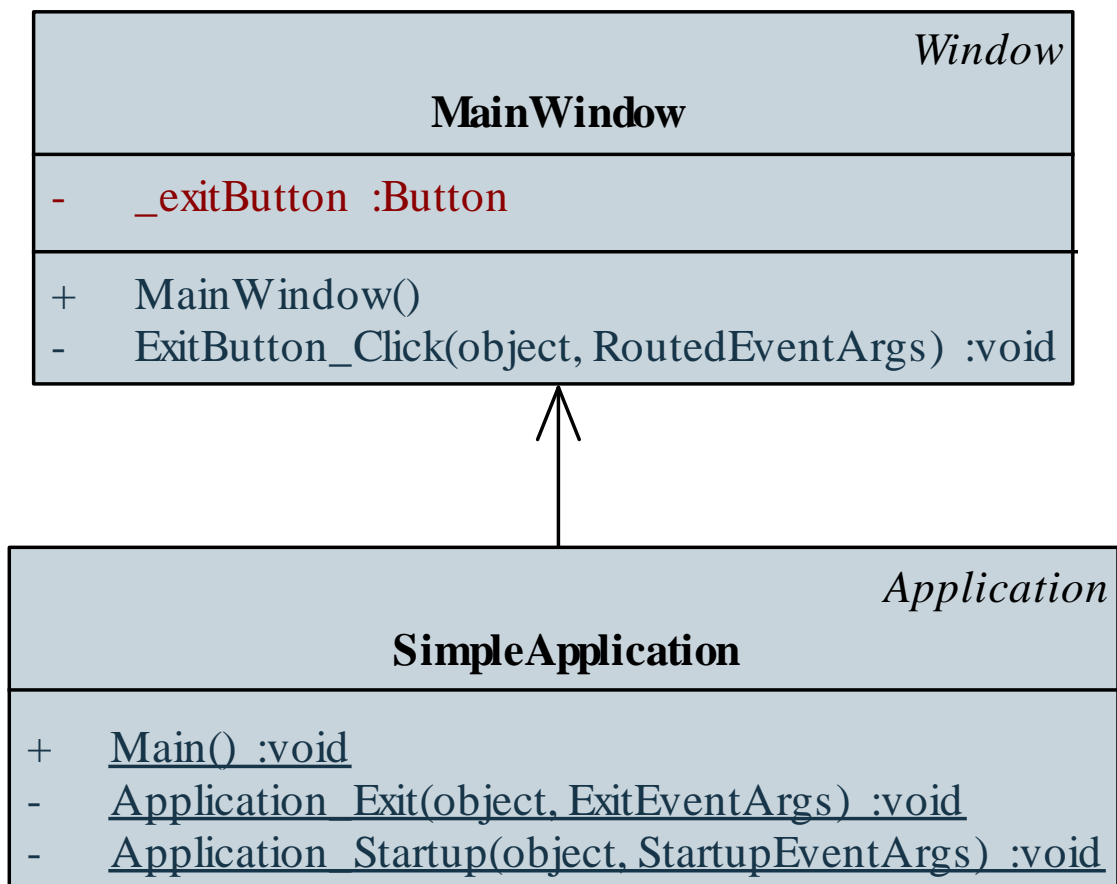 Window
MainWindow
- _exitButton :Button
+ MainWindow()
- ExitButton_Click(object, RoutedEventArgs) :void
Application
SimpleApplication
+ Main() :void
- Application_Exit(object, ExitEventArgs) :void
- Application_Startup(object, StartupEventArgs) :void